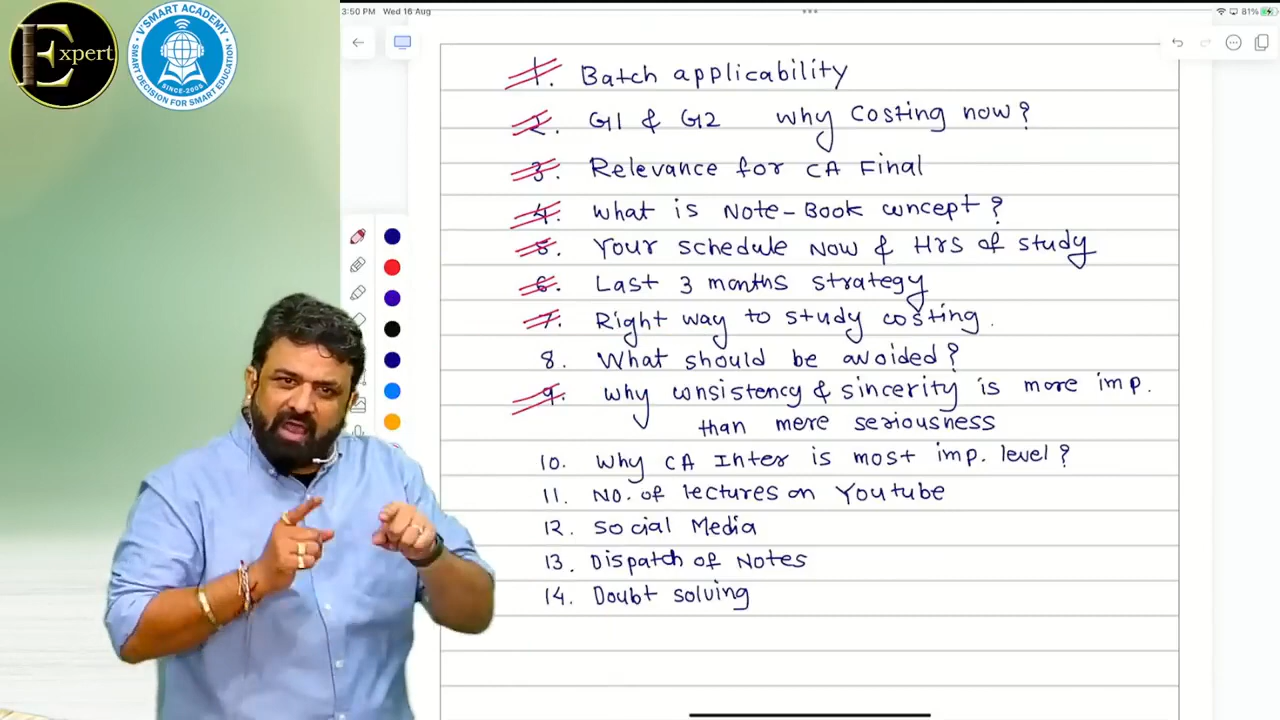 3:50 PM Wed 16 Aug
81%
Expert
V'SMART ACADEMY
SINCE-2005
SMART DECISION FOR SMART EDUCATION
1. Batch applicability
2. G1 & G2 why costing now?
3. Relevance for CA Final
4. What is Note-Book concept?
5. Your schedule Now & Hrs of study
6. Last 3 months strategy
7. Right way to study costing.
8. What should be avoided?
9. why consistency & sincerity is more imp.
than mere seriousness
10. Why CA Inter is most imp. level?
11. No. of lectures on Youtube
12. Social Media
13. Dispatch of Notes
14. Doubt solving